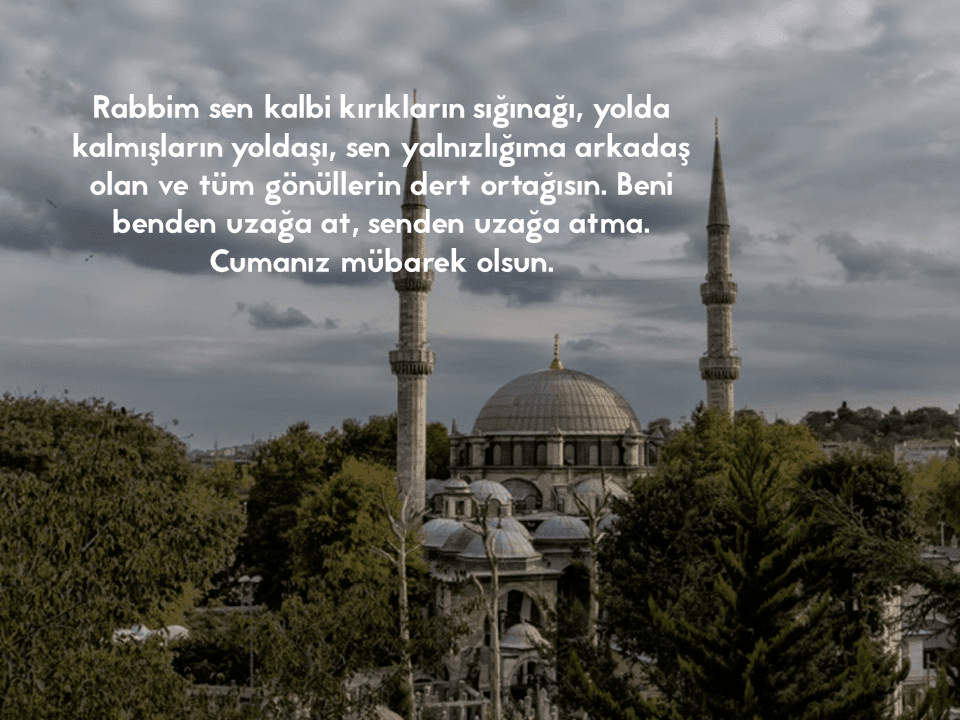 Rabbim sen kalbi kırıkların sığınağı, yolda
kalmışların yoldaşı, sen yalnızlığıma arkadaş
olan ve tüm gönüllerin dert ortağısın. Beni
benden uzağa at, senden uzağa atma.
Cumanız mübarek olsun.